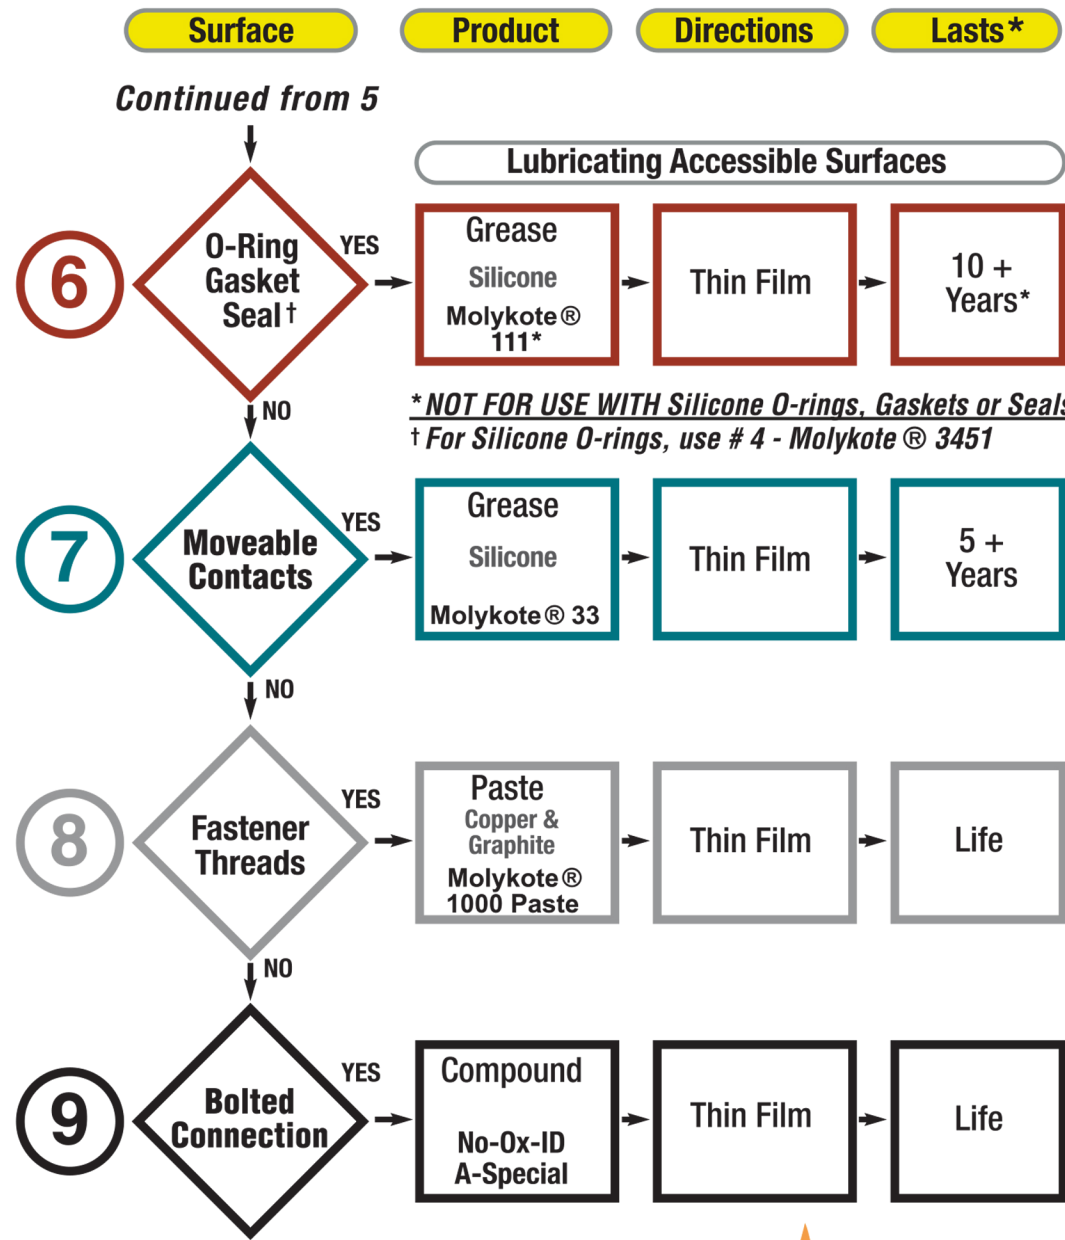 Surface
Product
Directions
Lasts*
Continued from 5
Lubricating Accessible Surfaces
6
O-Ring
Gasket
Seal†
YES
Grease
Silicone
Molykote®
111*
Thin Film
10 +
Years*
NO
*NOT FOR USE WITH Silicone O-rings, Gaskets or Seals
† For Silicone O-rings, use # 4 - Molykote ® 3451
7
Moveable
Contacts
YES
Grease
Silicone
Molykote® 33
Thin Film
5 +
Years
NO
8
Fastener
Threads
YES
Paste
Copper &
Graphite
Molykote®
1000 Paste
Thin Film
Life
NO
9
Bolted
Connection
YES
Compound
No-Ox-ID
A-Special
Thin Film
Life